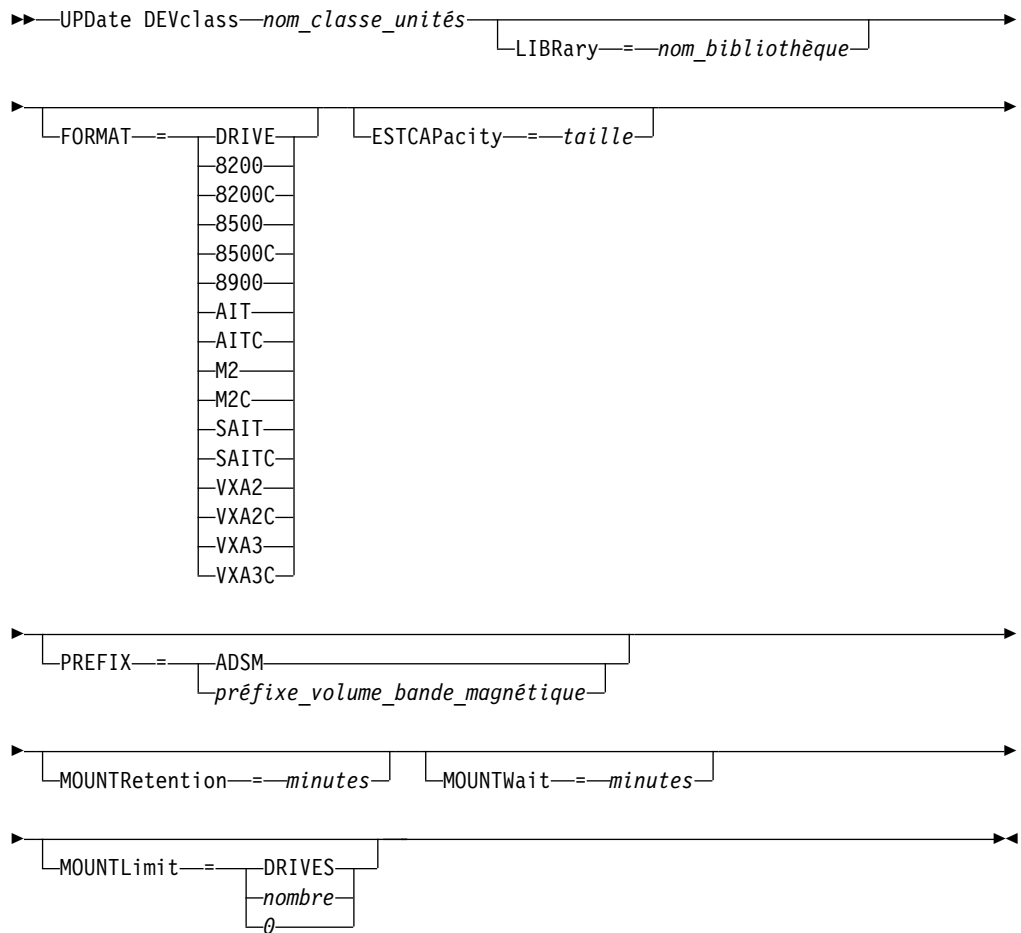 UPDate DEVclass nom_classe_unités
LIBRary = nom_bibliothèque
FORMAT = DRIVE ESTCAPacity = taille
8200
8200C
8500
8500C
8900
AIT
AITC
M2
M2C
SAIT
SAITC
VXA2
VXA2C
VXA3
VXA3C
PREFIX = ADSM
préfixe_volume_bande_magnétique
MOUNTRetention = minutes MOUNTWait = minutes
MOUNTLimit = DRIVES
nombre
0